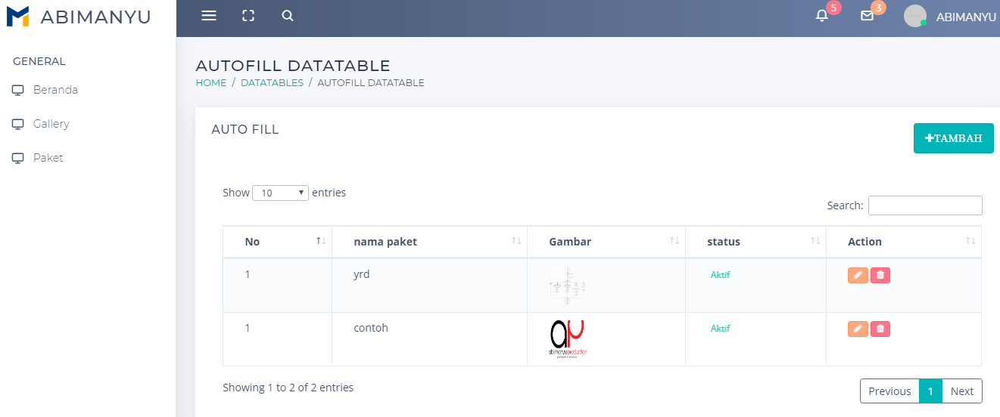 ABIMANYU
5
3
ABIMANYU
GENERAL
Beranda
Gallery
Paket
AUTOFILL DATATABLE
HOME / DATATABLES / AUTOFILL DATATABLE
AUTO FILL
TAMBAH
Show 10 entries
Search:
No nama paket Gambar status Action
1 yrd Aktif
1 contoh Aktif
abimanyu production
Showing 1 to 2 of 2 entries
Previous 1 Next